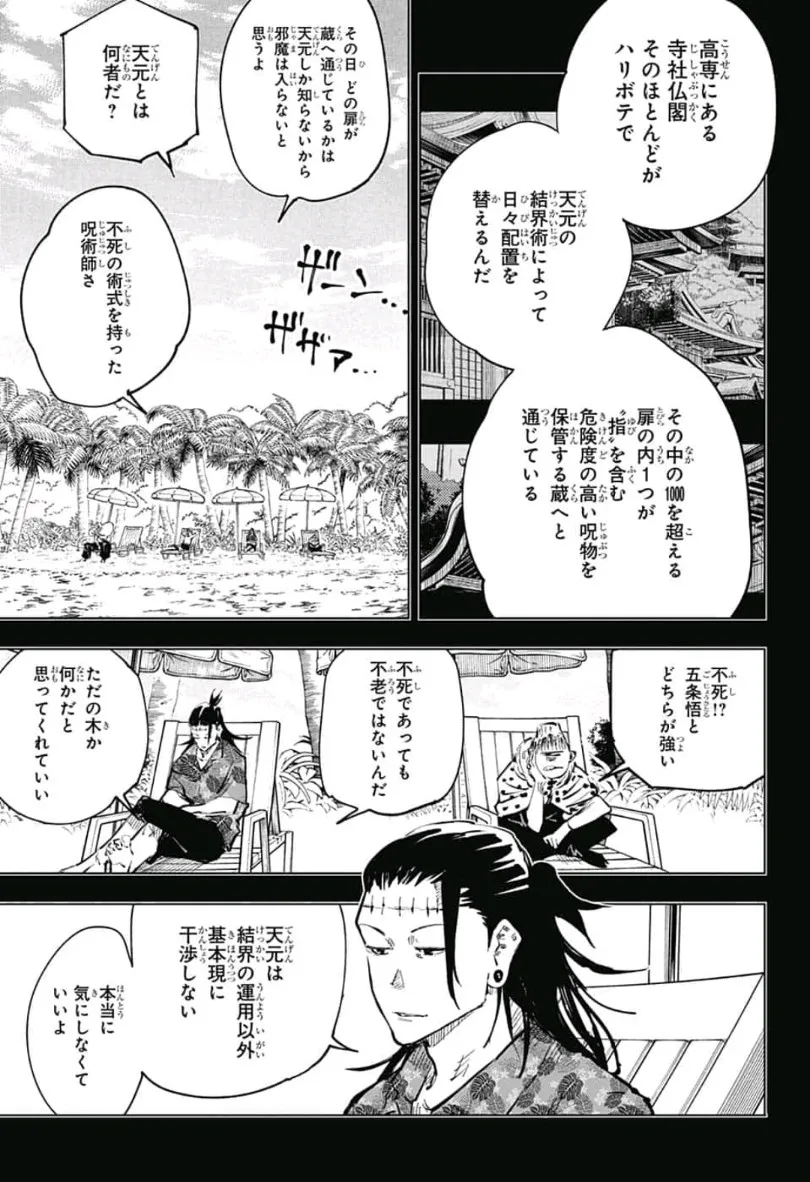 高専にある
寺社仏閣
そのほとんどが
ハリボテで
天元の
結界術によって
日々配置を
替えるんだ
その中の1000を超える
扉の内1つが
〝指〟を含む
危険度の高い呪物を
保管する蔵へと
通じている
その日 どの扉が
蔵へ通じているかは
天元しか知らないから
邪魔は入らないと
思うよ
天元とは
何者だ?
不死の術式を持った
呪術師さ
ザザーン…
ザザァ…
不死!?
五条悟と
どちらが強い
不死であっても
不老ではないんだ
ただの木か
何かだと
思ってくれていい
天元は
結界の運用以外
基本現に
干渉しない
本当に
気にしなくて
いいよ